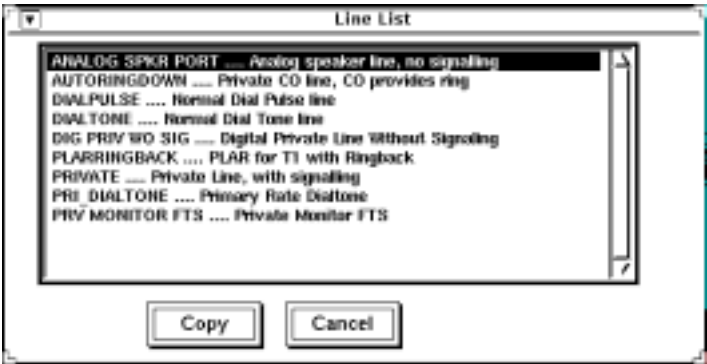 Line List
ANALOG SPKR PORT .... Analog speaker line, no signalling
AUTORINGDOWN .... Private CO line, CO provides ring
DIALPULSE .... Normal Dial Pulse line
DIALTONE .... Normal Dial Tone line
DIG PRIV WO SIG .... Digital Private Line Without Signaling
PLARRINGBACK .... PLAR for T1 with Ringback
PRIVATE .... Private Line, with signalling
PRI_DIALTONE .... Primary Rate Dialtone
PRV MONITOR FTS .... Private Monitor FTS
Copy
Cancel